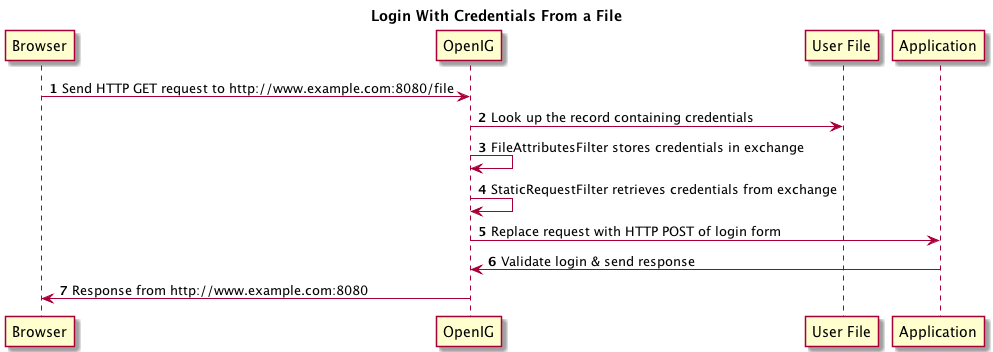 Login With Credentials From a File
Browser
OpenIG
User File
Application
1 Send HTTP GET request to http://www.example.com:8080/file
2 Look up the record containing credentials
3 FileAttributesFilter stores credentials in exchange
4 StaticRequestFilter retrieves credentials from exchange
5 Replace request with HTTP POST of login form
6 Validate login & send response
7 Response from http://www.example.com:8080
Browser
OpenIG
User File
Application